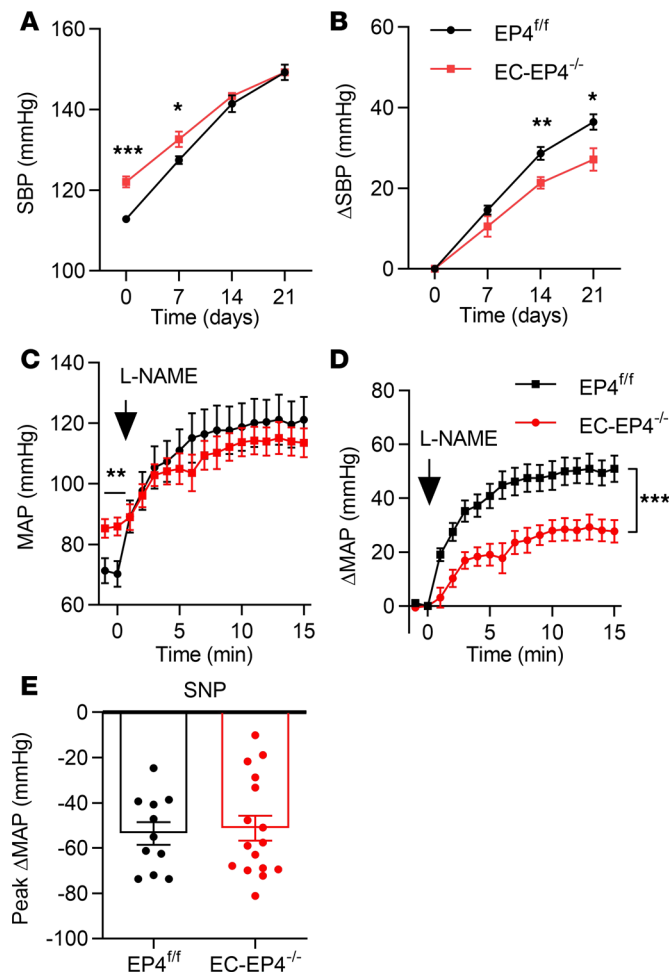 A
SBP (mmHg)
160
140
120
100
***
*
0 7 14 21
Time (days)
B
EP4f/f
EC-EP4-/-
ΔSBP (mmHg)
60
40
20
0
**
*
0 7 14 21
Time (days)
C
L-NAME
MAP (mmHg)
140
120
100
80
60
**
0 5 10 15
Time (min)
D
EP4f/f
EC-EP4-/-
L-NAME
ΔMAP (mmHg)
80
60
40
20
0
***
0 5 10 15
Time (min)
E
SNP
Peak ΔMAP (mmHg)
0
-20
-40
-60
-80
-100
EP4f/f EC-EP4-/-